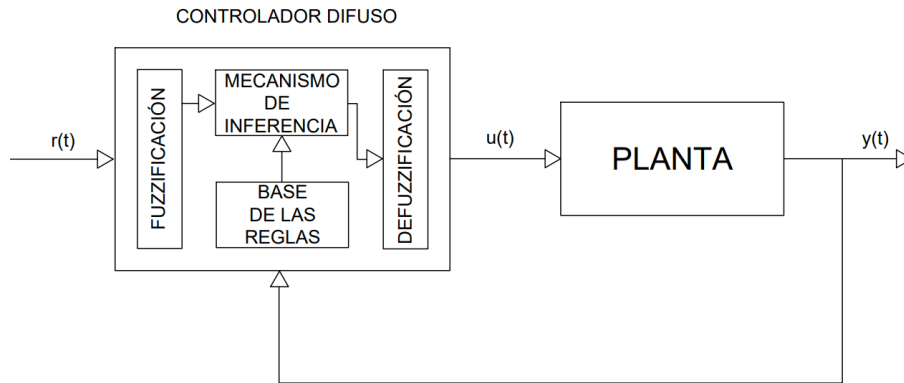 CONTROLADOR DIFUSO
r(t)
FUZZIFICACIÓN
MECANISMO
DE
INFERENCIA
BASE
DE LAS
REGLAS
DEFUZZIFICACIÓN
u(t)
PLANTA
y(t)